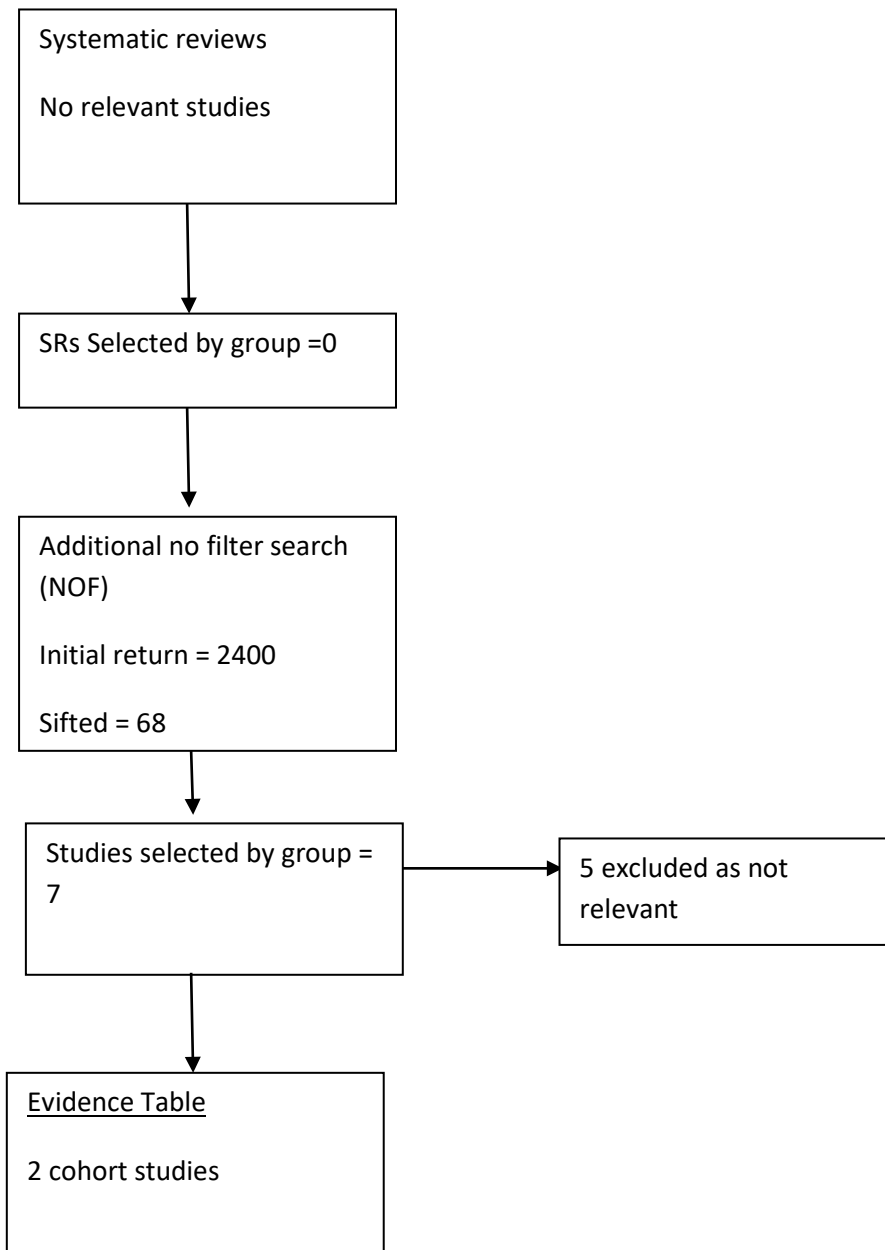 Systematic reviews
No relevant studies
SRs Selected by group =0
Additional no filter search
(NOF)
Initial return = 2400
Sifted = 68
Studies selected by group =
7
5 excluded as not
relevant
Evidence Table
2 cohort studies